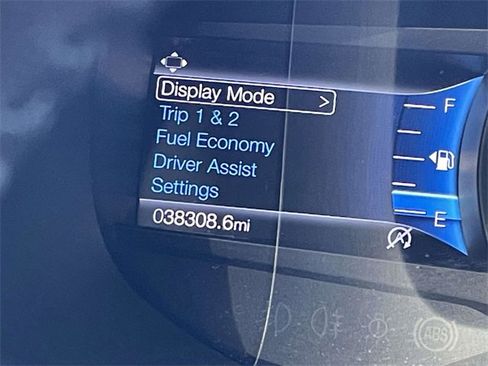 Display Mode >
F
Trip 1 & 2
Fuel Economy
Driver Assist
Settings
E
038308.6mi
A
ABS